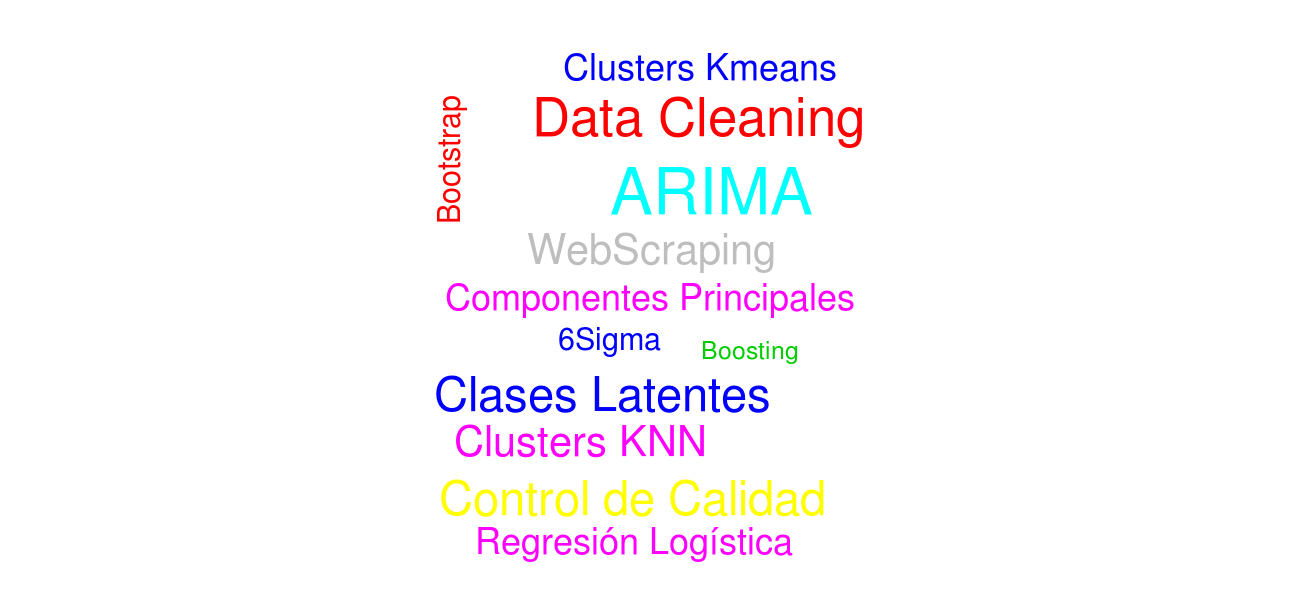 Clusters Kmeans
Data Cleaning
Bootstrap
ARIMA
WebScraping
Componentes Principales
6Sigma
Boosting
Clases Latentes
Clusters KNN
Control de Calidad
Regresión Logística